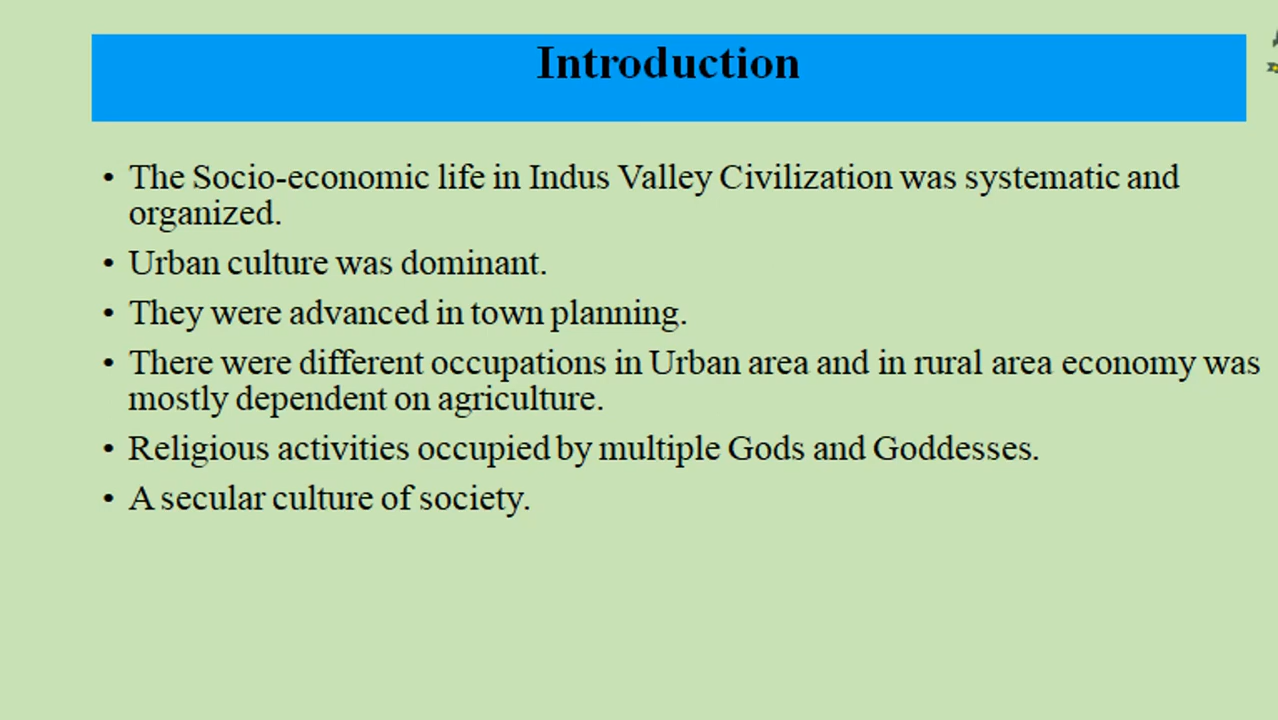 Introduction
• The Socio-economic life in Indus Valley Civilization was systematic and
organized.
• Urban culture was dominant.
• They were advanced in town planning.
• There were different occupations in Urban area and in rural area economy was
mostly dependent on agriculture.
• Religious activities occupied by multiple Gods and Goddesses.
• A secular culture of society.